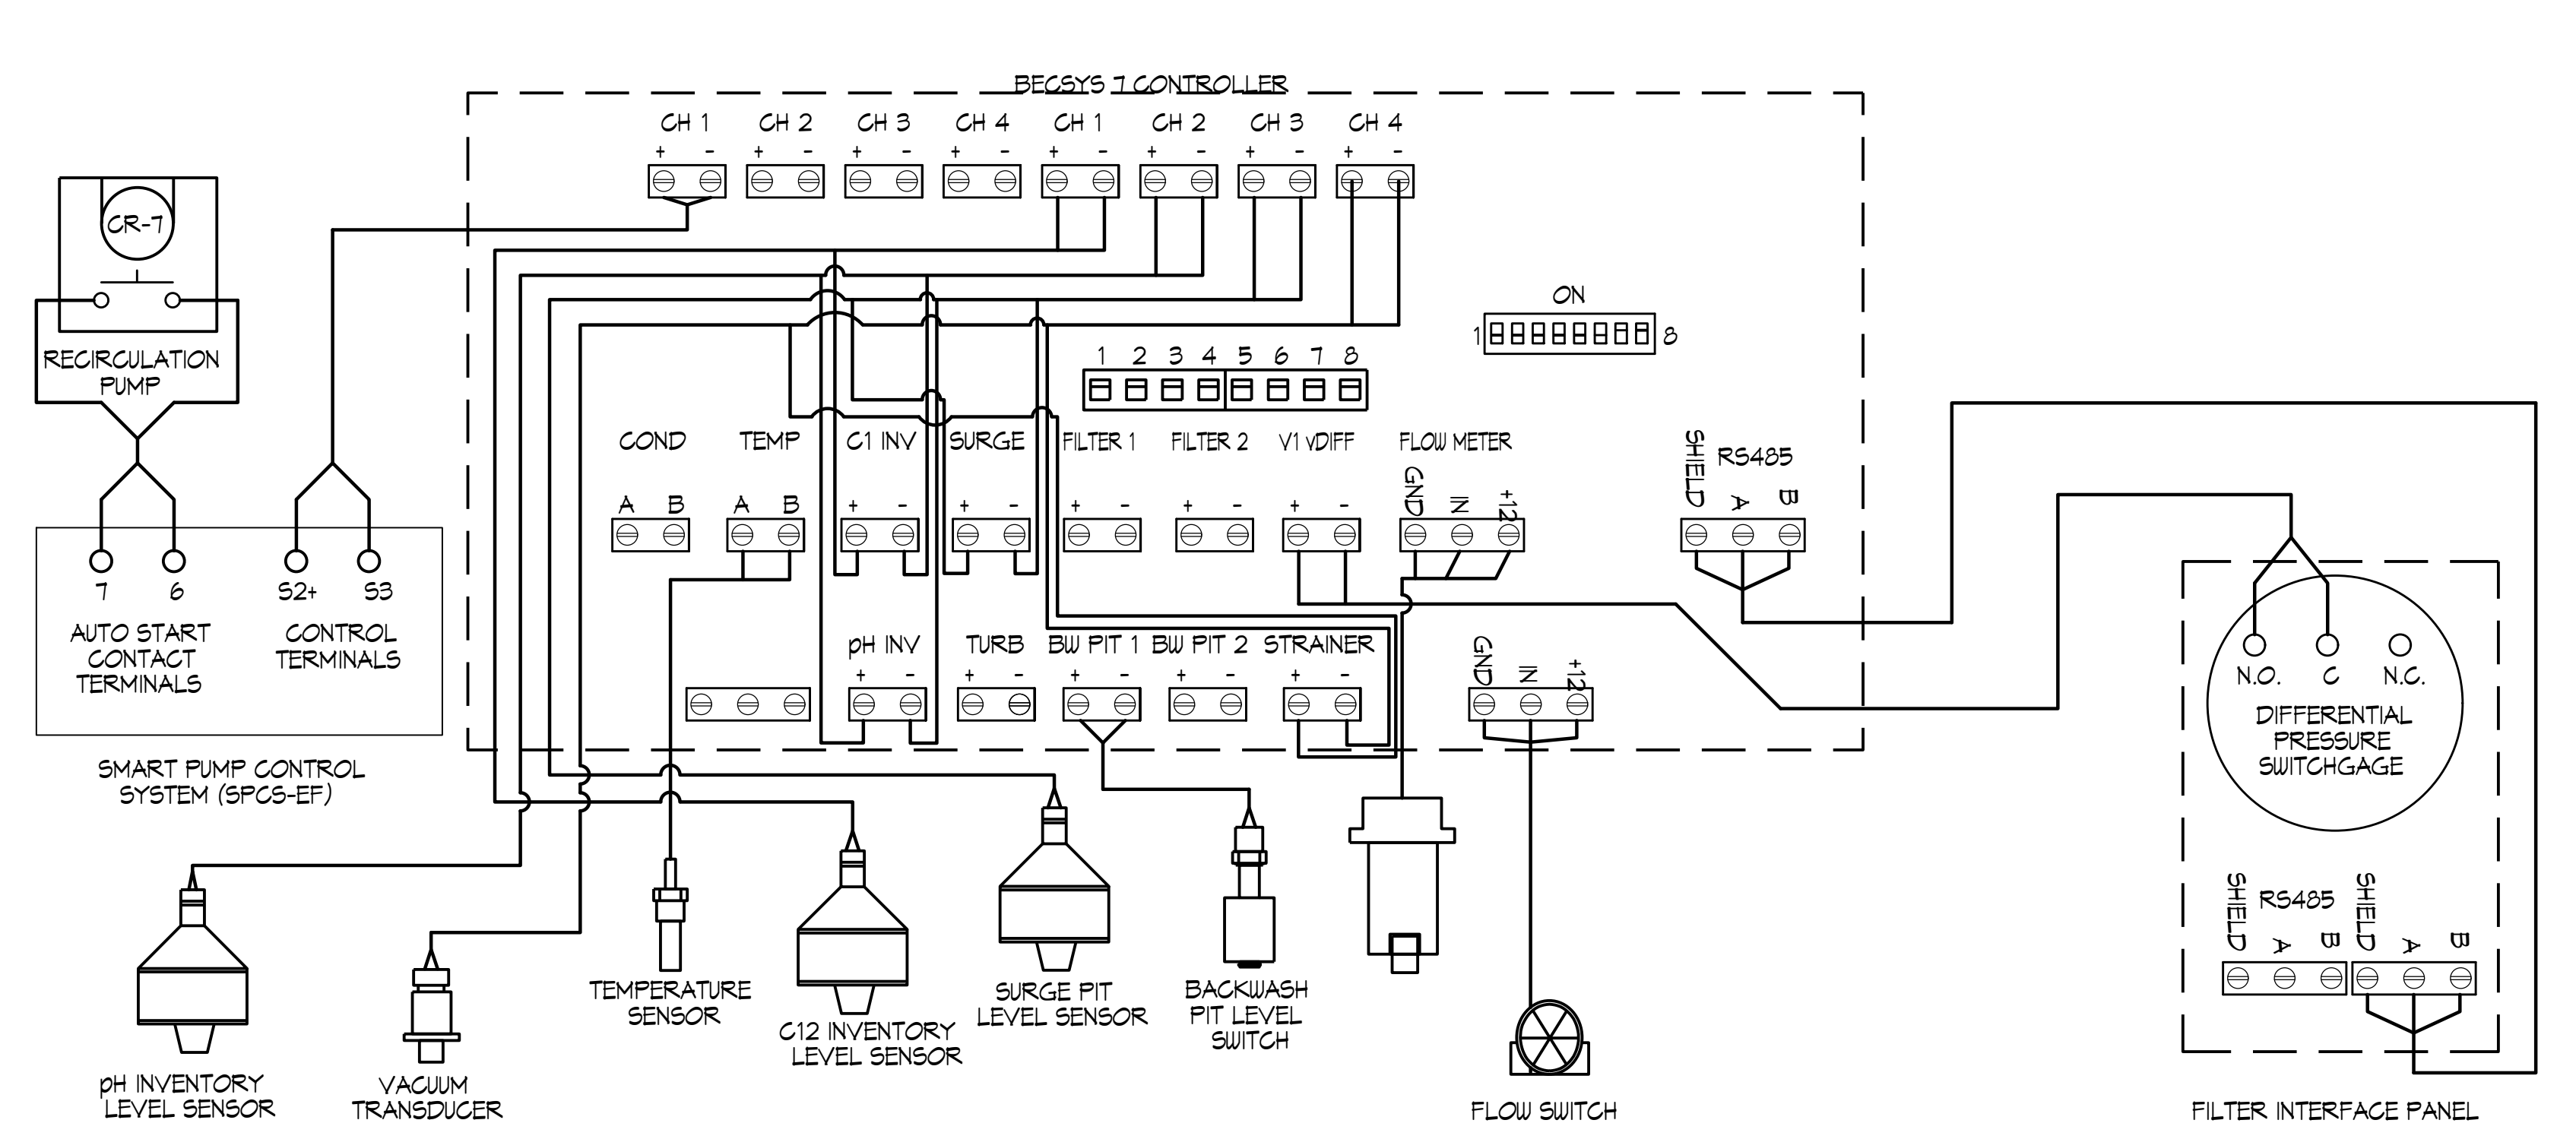 BECSYS 7 CONTROLLER
CH 1 CH 2 CH 3 CH 4 CH 1 CH 2 CH 3 CH 4
+ - + - + - + - + - + - + - + -
CR-7
RECIRCULATION
PUMP
ON
1 8
1 2 3 4 5 6 7 8
COND TEMP C1 INV SURGE FILTER 1 FILTER 2 V1 vDIFF FLOW METER
A B A B + - + - + - + - + - GND IN +12
SHIELD RS485 A B
7 6 S2+ S3
AUTO START
CONTACT
TERMINALS
CONTROL
TERMINALS
SMART PUMP CONTROL
SYSTEM (SPCS-EF)
pH INV TURB BW PIT 1 BW PIT 2 STRAINER
+ - + - + - + - + - GND IN +12
N.O. C N.C.
DIFFERENTIAL
PRESSURE
SWITCHGAGE
SHIELD RS485 A B SHIELD A B
pH INVENTORY
LEVEL SENSOR
VACUUM
TRANSDUCER
TEMPERATURE
SENSOR
C12 INVENTORY
LEVEL SENSOR
SURGE PIT
LEVEL SENSOR
BACKWASH
PIT LEVEL
SWITCH
FLOW SWITCH
FILTER INTERFACE PANEL